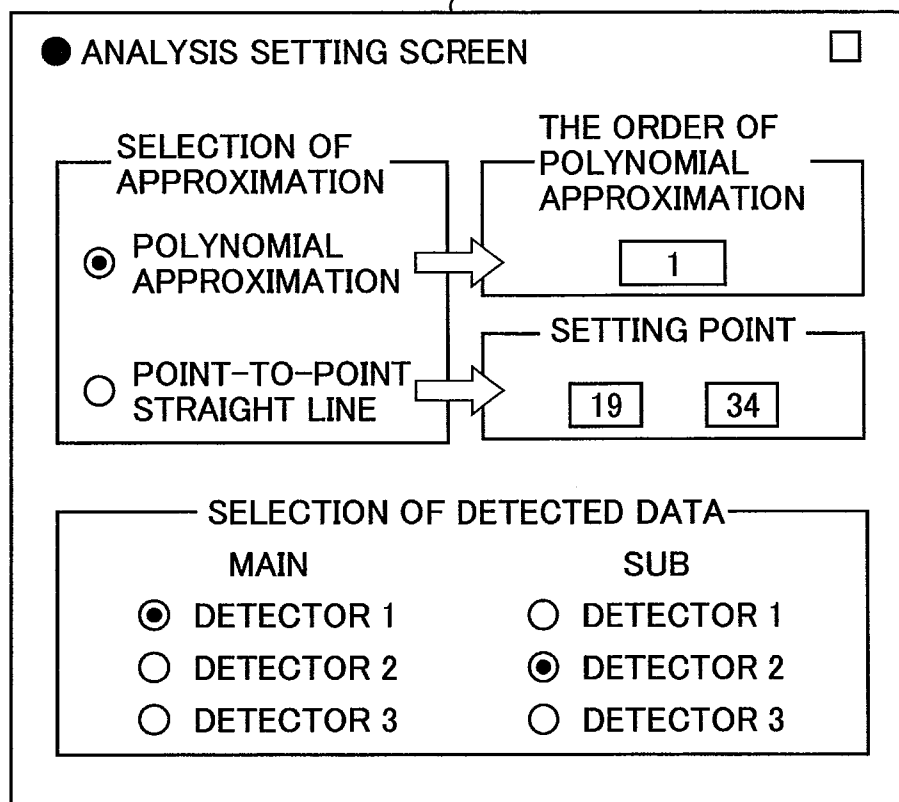 ANALYSIS SETTING SCREEN
SELECTION OF
APPROXIMATION
POLYNOMIAL
APPROXIMATION
POINT-TO-POINT
STRAIGHT LINE
THE ORDER OF
POLYNOMIAL
APPROXIMATION
1
SETTING POINT
19 34
SELECTION OF DETECTED DATA
MAIN SUB
DETECTOR 1 DETECTOR 1
DETECTOR 2 DETECTOR 2
DETECTOR 3 DETECTOR 3